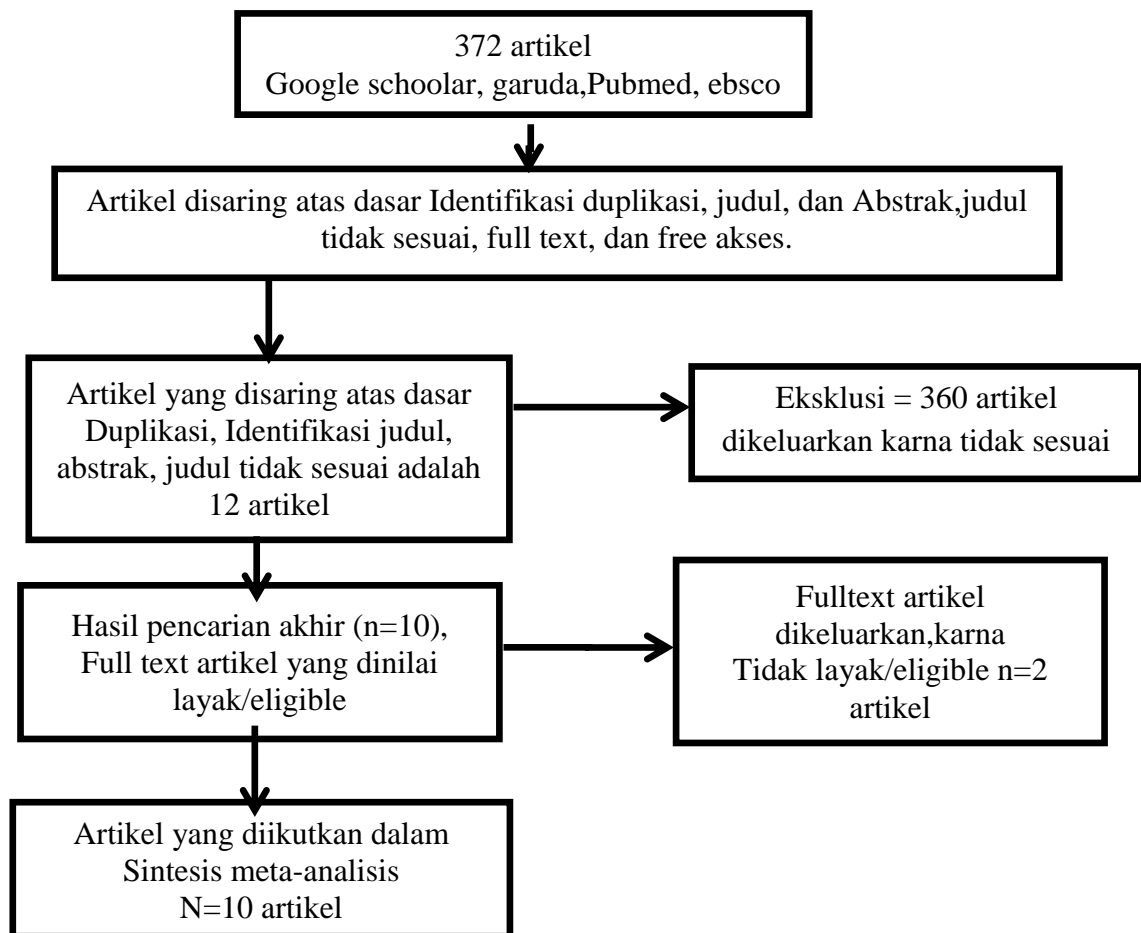 372 artikel
Google schoolar, garuda,Pubmed, ebsco
Artikel disaring atas dasar Identifikasi duplikasi, judul, dan Abstrak,judul
tidak sesuai, full text, dan free akses.
Artikel yang disaring atas dasar
Duplikasi, Identifikasi judul,
abstrak, judul tidak sesuai adalah
12 artikel
Eksklusi = 360 artikel
dikeluarkan karna tidak sesuai
Hasil pencarian akhir (n=10),
Full text artikel yang dinilai
layak/eligible
Fulltext artikel
dikeluarkan,karna
Tidak layak/eligible n=2
artikel
Artikel yang diikutkan dalam
Sintesis meta-analisis
N=10 artikel